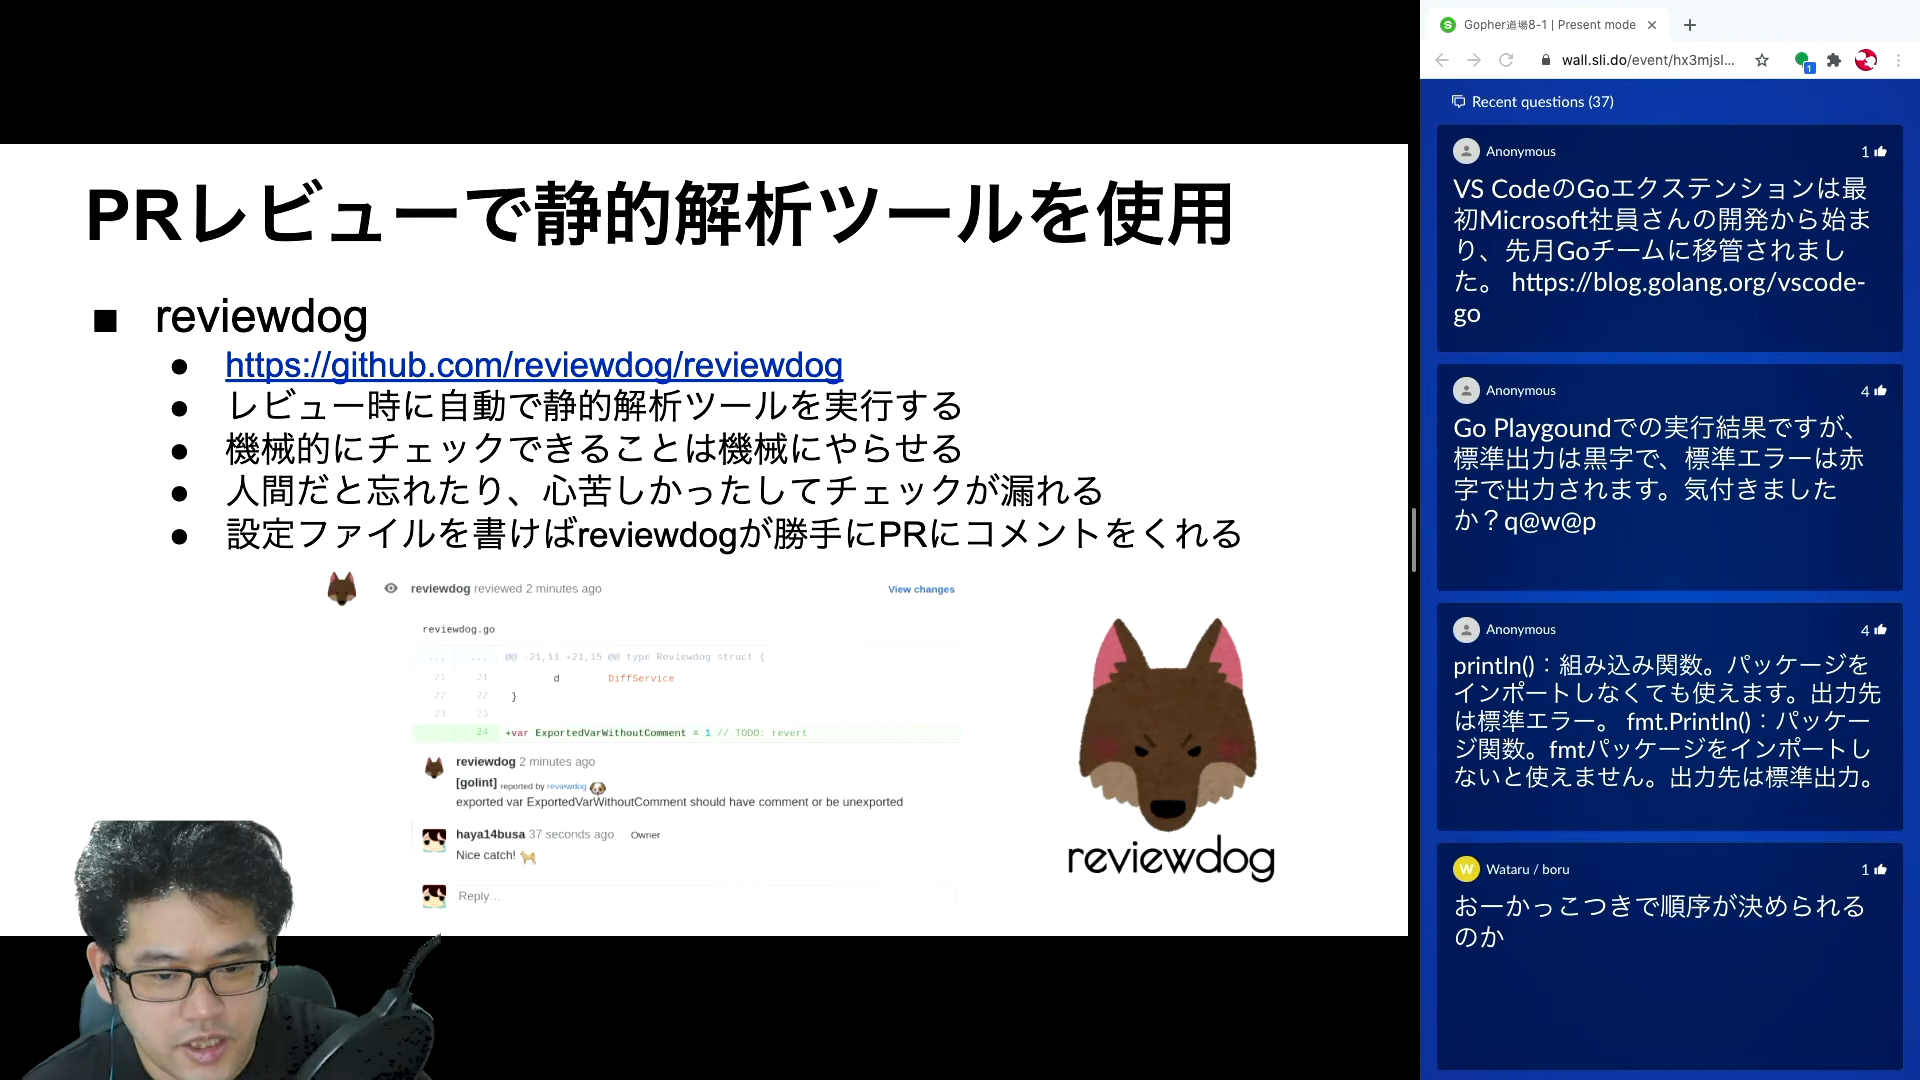 PRレビューで静的解析ツールを使用
■ reviewdog
● https://github.com/reviewdog/reviewdog
● レビュー時に自動で静的解析ツールを実行する
● 機械的にチェックできることは機械にやらせる
● 人間だと忘れたり、心苦しかったしてチェックが漏れる
● 設定ファイルを書けばreviewdogが勝手にPRにコメントをくれる
reviewdog reviewed 2 minutes ago
View changes
reviewdog.go
... ... @@ -21,11 +21,15 @@ type Reviewdog struct {
21 21 d DiffService
22 22 }
23 23
24 +var ExportedVarWithoutComment = 1 // TODO: revert
reviewdog 2 minutes ago
[golint] reported by reviewdog
exported var ExportedVarWithoutComment should have comment or be unexported
haya14busa 37 seconds ago Owner
Nice catch!
Reply…
reviewdog
Gopher道場8-1 | Present mode
wall.sli.do/event/hx3mjsl...
1
Recent questions (37)
Anonymous 1
VS CodeのGoエクステンションは最
初Microsoft社員さんの開発から始ま
り、先月Goチームに移管されまし
た。 https://blog.golang.org/vscode-
go
Anonymous 4
Go Playgoundでの実行結果ですが、
標準出力は黒字で、標準エラーは赤
字で出力されます。気付きました
か？q@w@p
Anonymous 4
println()：組み込み関数。パッケージを
インポートしなくても使えます。出力先
は標準エラー。 fmt.Println()：パッケー
ジ関数。fmtパッケージをインポートし
ないと使えません。出力先は標準出力。
W
Wataru / boru 1
おーかっこつきで順序が決められる
のか